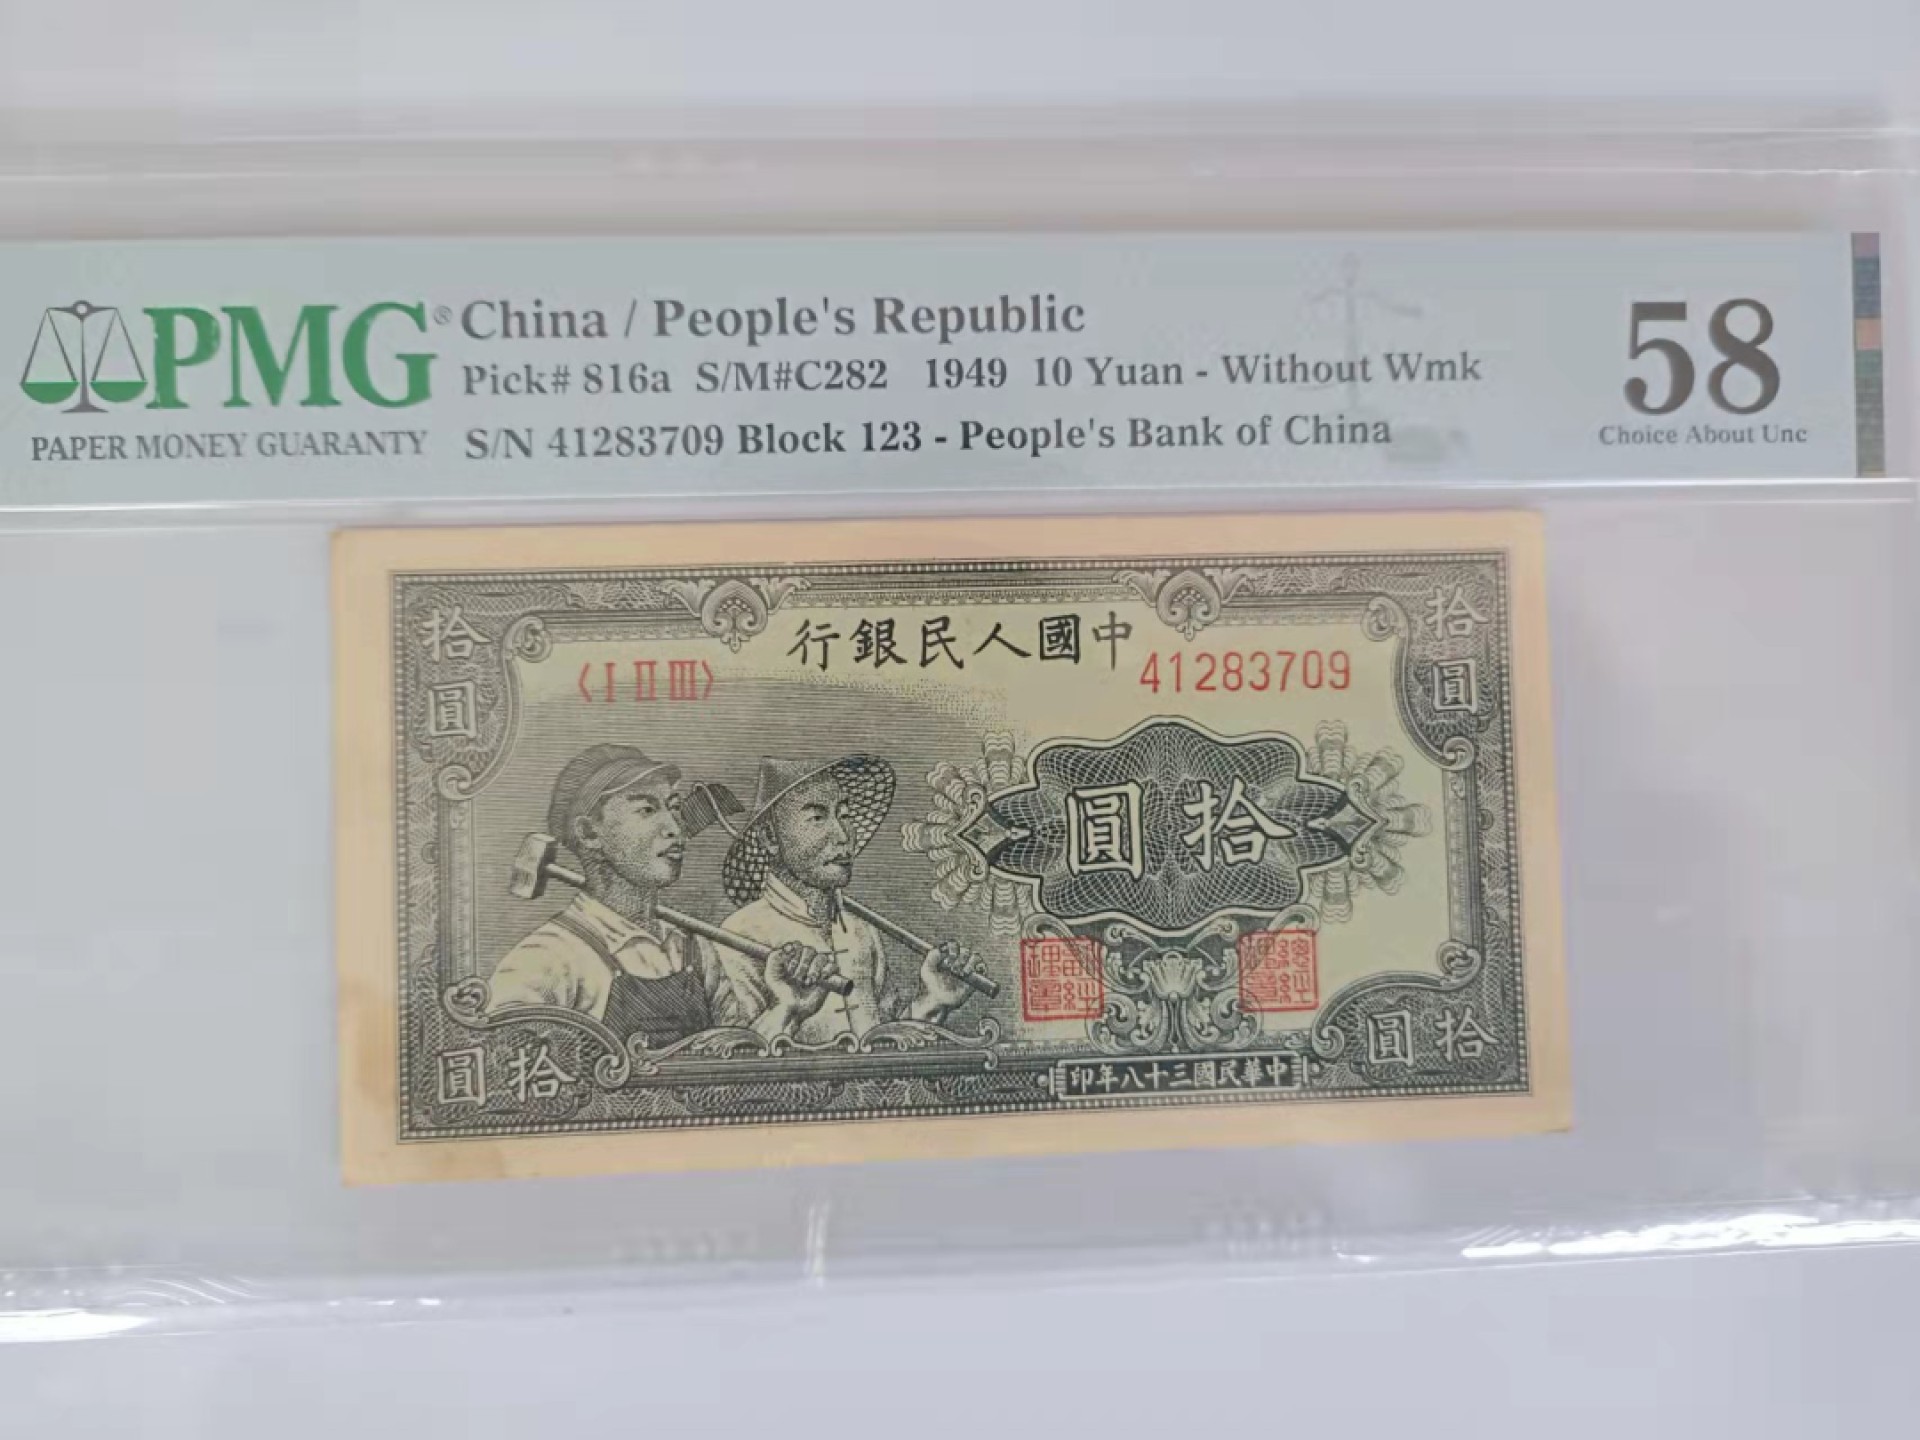 PMG® China / People's Republic
Pick# 816a S/M#C282 1949 10 Yuan - Without Wmk
58
PAPER MONEY GUARANTY
S/N 41283709 Block 123 - People's Bank of China
Choice About Unc
行銀民人國中
拾圓
拾圓
〈I II III〉
41283709
圓拾
圓拾
圓拾
印年八十三國民華中